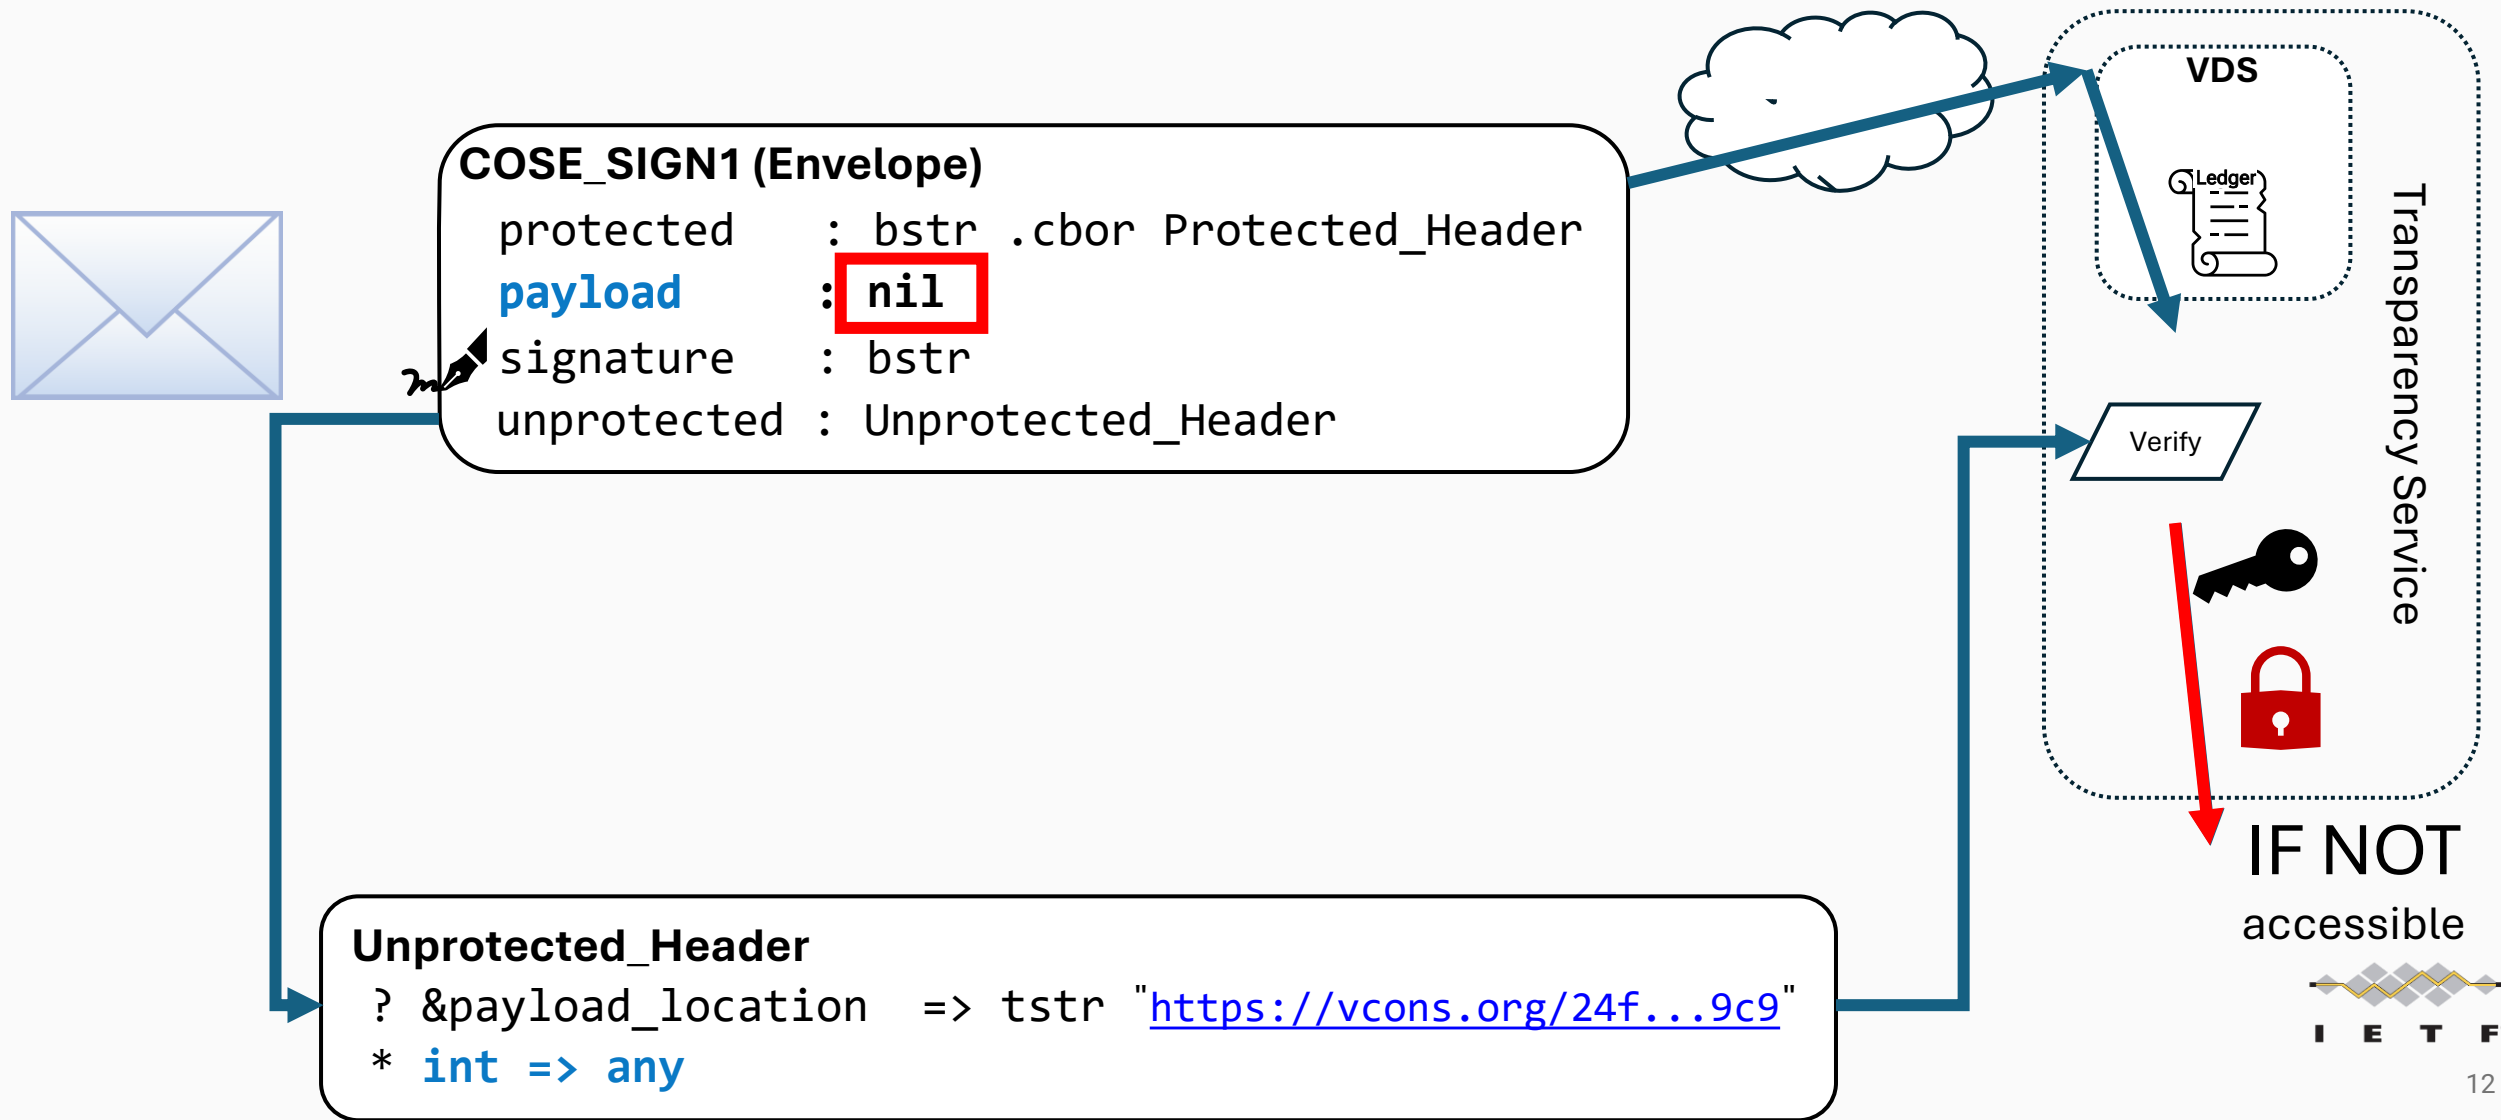 COSE_SIGN1 (Envelope)
protected : bstr .cbor Protected_Header
payload : nil
signature : bstr
unprotected : Unprotected_Header
VDS
Ledger
Transparency Service
Verify
IF NOT
accessible
Unprotected_Header
? &payload_location => tstr "https://vcons.org/24f...9c9"
* int => any
I E T F
12